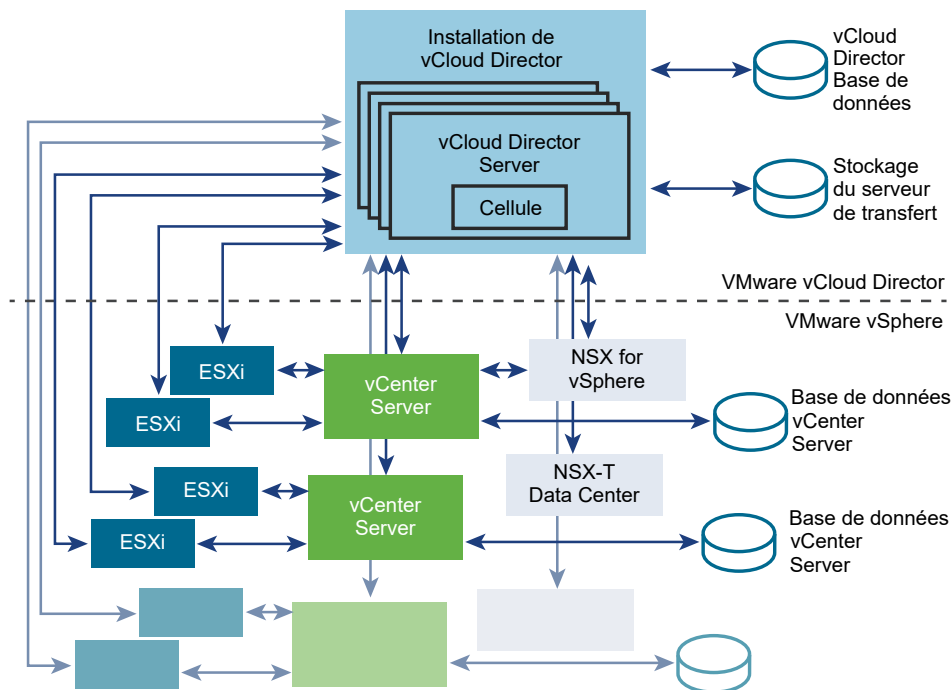 Installation de
vCloud Director
vCloud Director
Server
Cellule
vCloud
Director
Base de
données
Stockage
du serveur
de transfert
VMware vCloud Director
VMware vSphere
ESXi
vCenter
Server
NSX for
vSphere
ESXi
Base de données
vCenter
Server
ESXi
vCenter
Server
NSX-T
Data Center
ESXi
Base de données
vCenter
Server